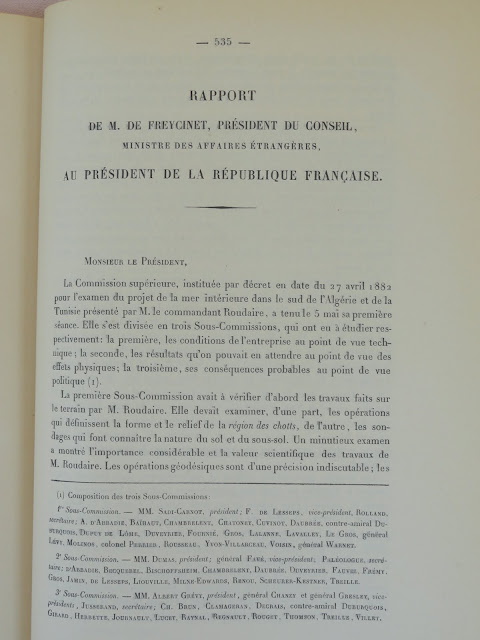 — 535 —
RAPPORT
DE M. DE FREYCINET, PRÉSIDENT DU CONSEIL,
MINISTRE DES AFFAIRES ÉTRANGÈRES,
AU PRÉSIDENT DE LA RÉPUBLIQUE FRANÇAISE.
Monsieur le Président,
La Commission supérieure, instituée par décret en date du 27 avril 1882
pour l'examen du projet de la mer intérieure dans le sud de l'Algérie et de la
Tunisie présenté par M. le commandant Roudaire, a tenu le 5 mai sa première
séance. Elle s'est divisée en trois Sous-Commissions, qui ont eu à étudier res-
pectivement: la première, les conditions de l'entreprise au point de vue tech-
nique; la seconde, les résultats qu'on pouvait en attendre au point de vue des
effets physiques; la troisième, ses conséquences probables au point de vue
politique (1).
La première Sous-Commission avait à vérifier d'abord les travaux faits sur
le terrain par M. Roudaire. Elle devait examiner, d'une part, les opérations
qui définissent la forme et le relief de la région des chotts, de l'autre, les son-
dages qui font connaître la nature du sol et du sous-sol. Un minutieux examen
a montré l'importance considérable et la valeur scientifique des travaux de
M. Roudaire. Les opérations géodésiques sont d'une précision indiscutable; les
(1) Composition des trois Sous-Commissions:
1re Sous-Commission. — MM. Sadi-Carnot, président; F. de Lesseps, vice-président, Rolland,
secrétaire; A. d'Abbadie, Baïhaut, Chambrelent, Chatoney, Cuvinot, Daubrée, contre-amiral Du-
burquois, Dupuy de Lôme, Duveyrier, Fournié, Gros, Lalanne, Lavalley, Le Gros, général
Lévy, Molinos, colonel Perrier, Rousseau, Yvon-Villarceau, Voisin, général Warnet.
2e Sous-Commission. — MM. Dumas, président; général Favé, vice-président; Paléologue, secré-
taire; d'Abbadie, Becquerel, Bischoffsheim, Chambrelent, Daubrée, Duveyrier, Fauvel, Frémy,
Gros, Jamin, de Lesseps, Liouville, Milne-Edwards, Renou, Scheurer-Kestner, Treille.
3e Sous-Commission. — MM. Albert Grévy, président; général Chanzy et général Gresley, vice-
présidents, Jusserand, secrétaire; Ch. Brun, Clamageran, Decrais, contre-amiral Duburquois,
Girard, Herbette, Journault, Lucet, Raynal, Regnault, Rouget, Thomson, Treille, Villet.